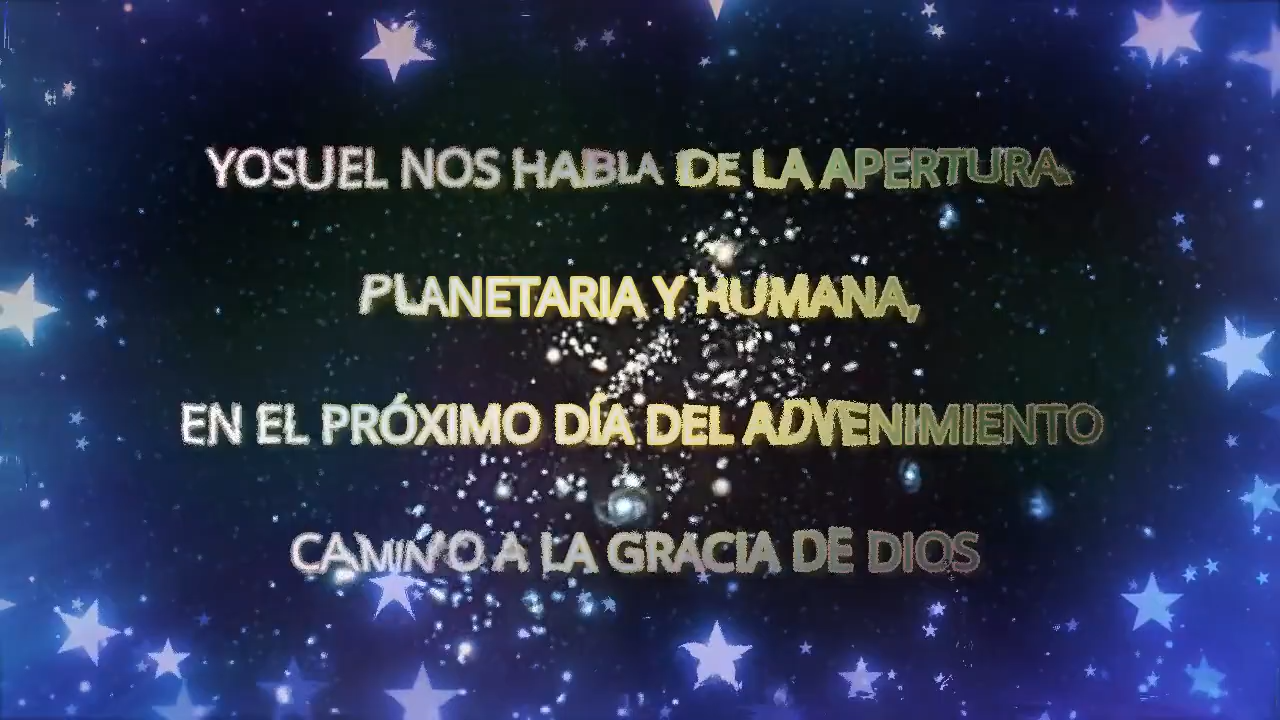 YOSUEL NOS HABLA DE LA APERTURA
PLANETARIA Y HUMANA,
EN EL PRÓXIMO DÍA DEL ADVENIMIENTO
CAMINO A LA GRACIA DE DIOS